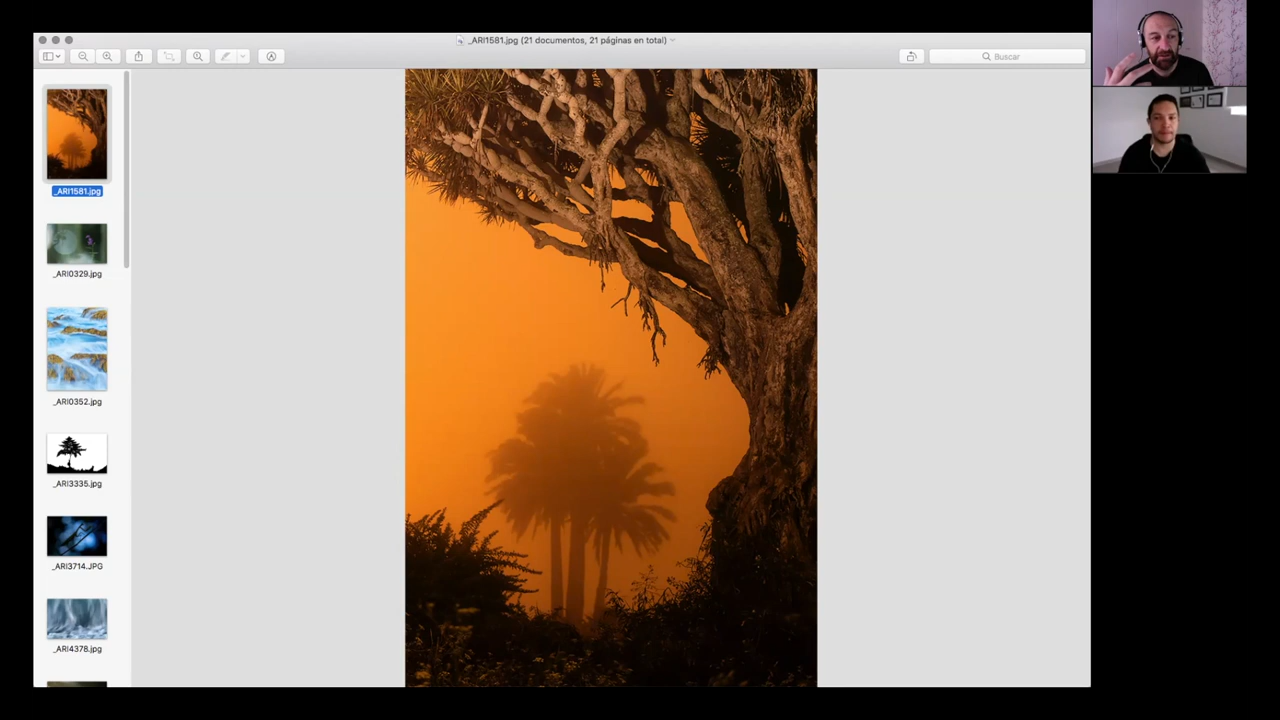 _ARI1581.jpg (21 documentos, 21 páginas en total)
Buscar
_ARI1581.jpg
_ARI0329.jpg
_ARI0352.jpg
_ARI3335.jpg
_ARI3714.JPG
_ARI4378.jpg